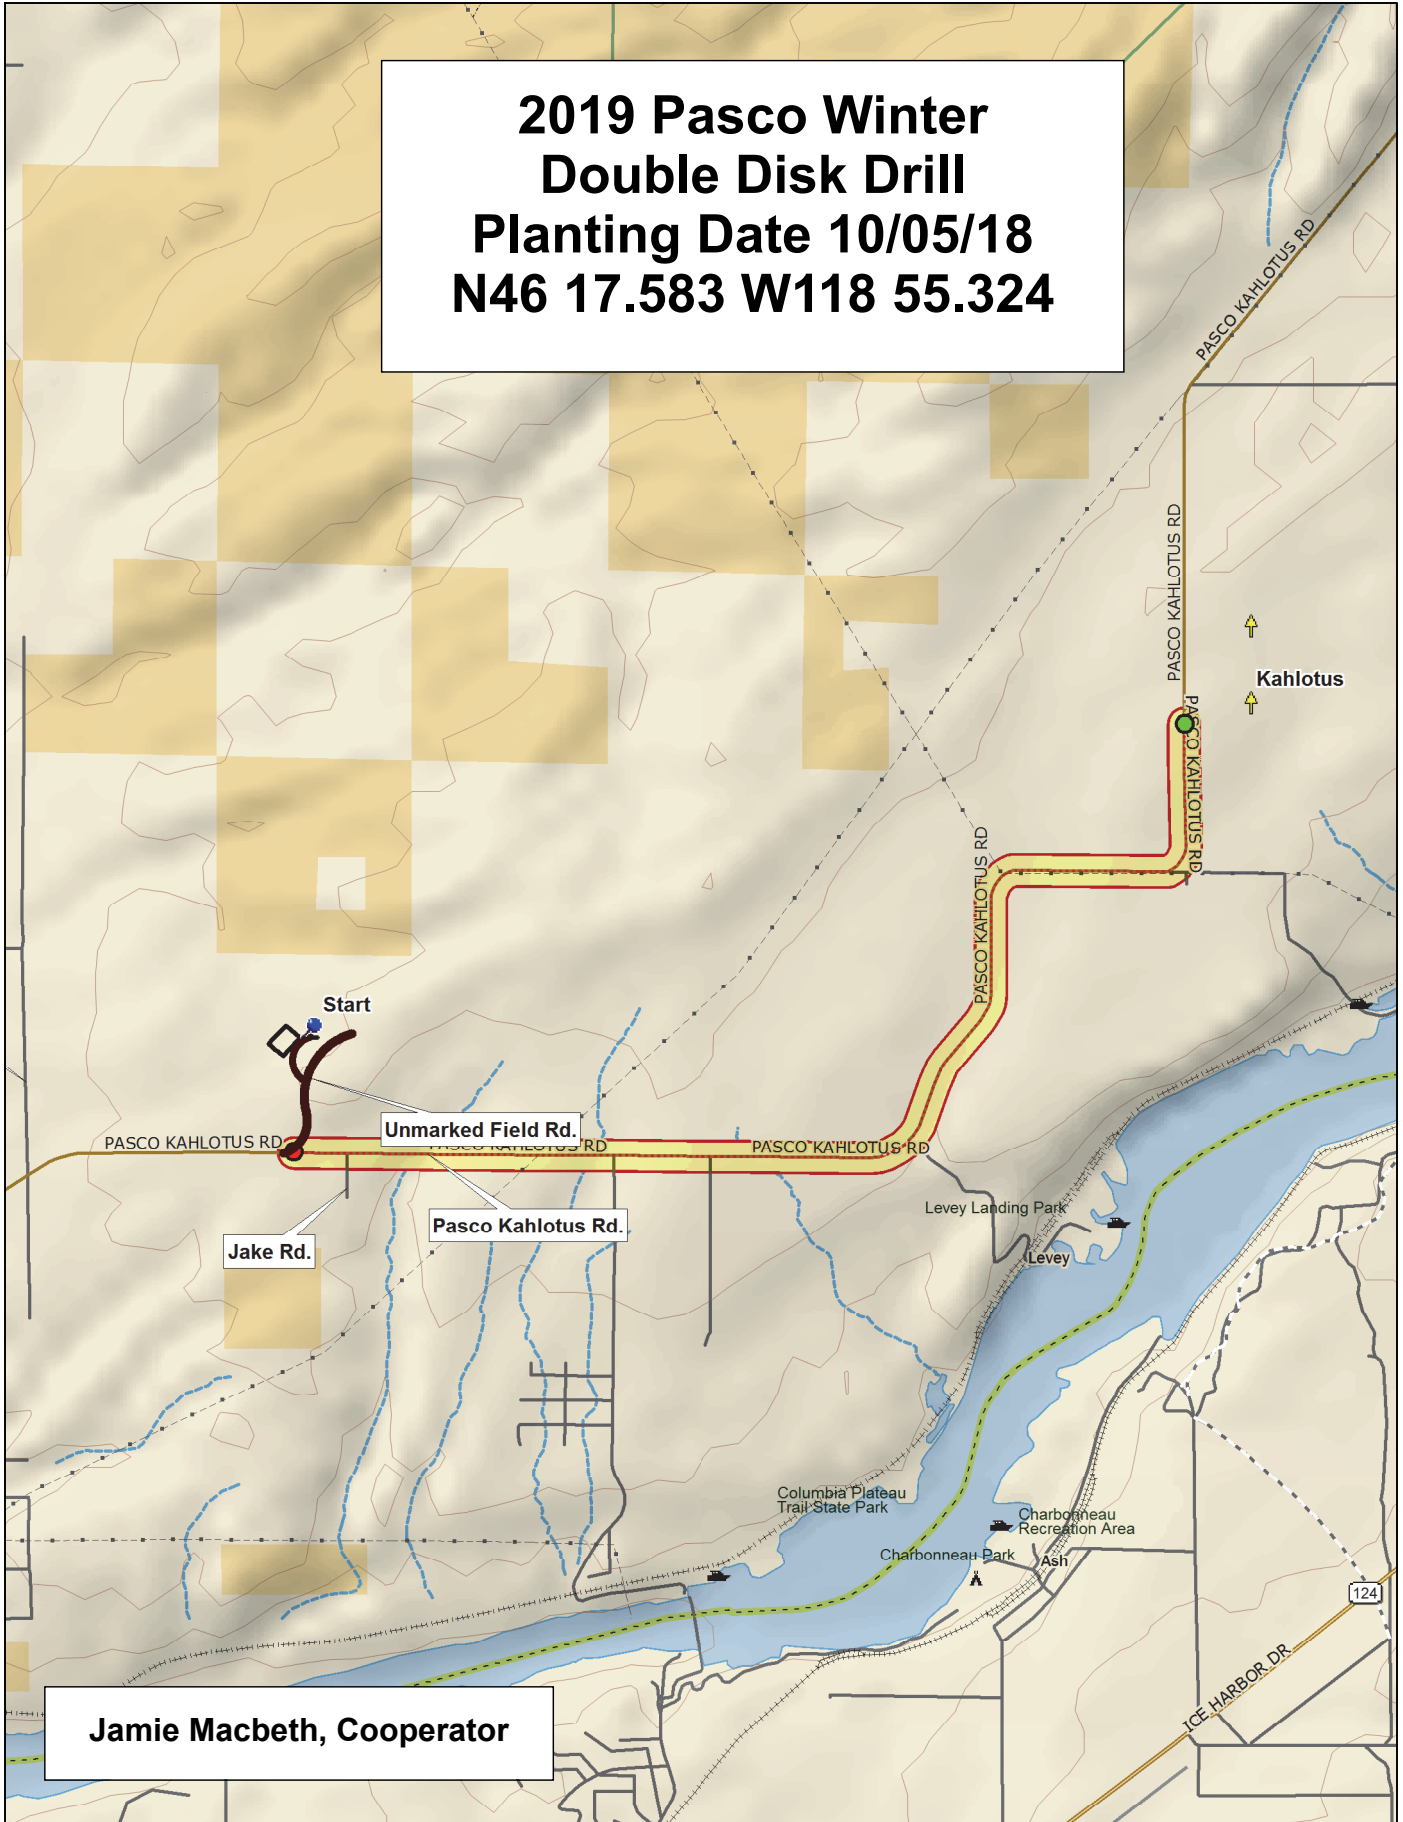 2019 Pasco Winter
Double Disk Drill
Planting Date 10/05/18
N46 17.583 W118 55.324
PASCO KAHLOTUS RD
PASCO KAHLOTUS RD
Kahlotus
PASCO KAHLOTUS RD
PASCO KAHLOTUS RD
Start
Unmarked Field Rd.
PASCO KAHLOTUS RD
PASCO KAHLOTUS RD
PASCO KAHLOTUS RD
Pasco Kahlotus Rd.
Jake Rd.
Levey Landing Park
Levey
Columbia Plateau
Trail State Park
Charbonneau
Recreation Area
Charbonneau Park
Ash
124
ICE HARBOR DR
Jamie Macbeth, Cooperator